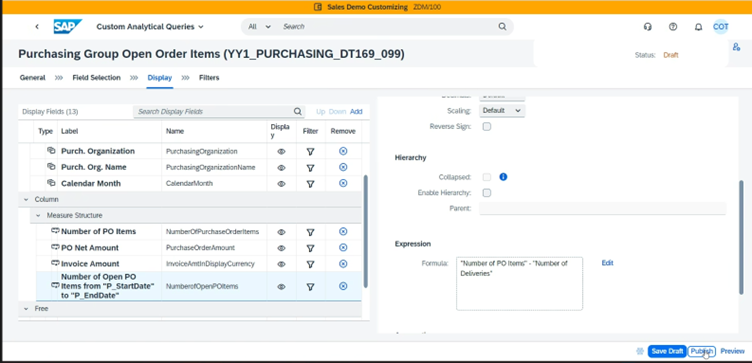 Sales Demo Customizing ZDM/100
SAP Custom Analytical Queries All Search COT
Purchasing Group Open Order Items (YY1_PURCHASING_DT169_099)
Status: Draft
General Field Selection Display Filters
Display Fields (13) Search Display Fields Up Down Add
Type Label Name Display Filter Remove
Purch. Organization PurchasingOrganization
Purch. Org. Name PurchasingOrganizationName
Calendar Month CalendarMonth
Column
Measure Structure
Number of PO Items NumberOfPurchaseOrderItems
PO Net Amount PurchaseOrderAmount
Invoice Amount InvoiceAmtInDisplayCurrency
Number of Open PO
Items from "P_StartDate" NumberofOpenPOItems
to "P_EndDate"
Free
Scaling: Default
Reverse Sign:
Hierarchy
Collapsed:
Enable Hierarchy:
Parent:
Expression
Formula: "Number of PO Items" - "Number of Edit
Deliveries"
Save Draft Publish Preview